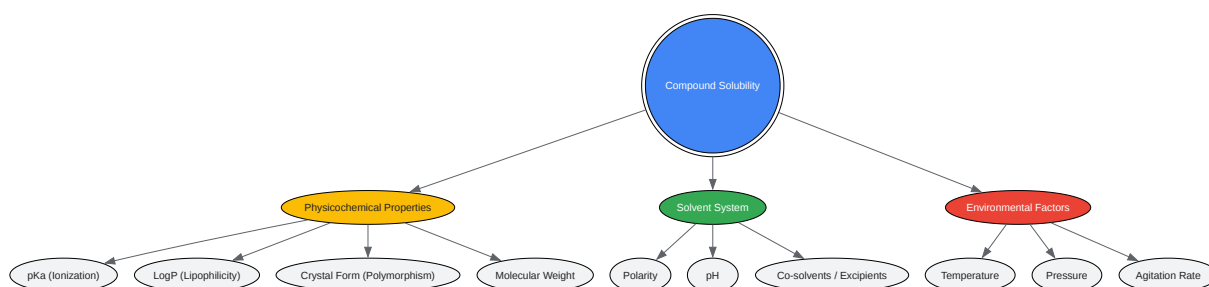 Compound Solubility
Physicochemical Properties
Solvent System
Environmental Factors
pKa (Ionization)
LogP (Lipophilicity)
Crystal Form (Polymorphism)
Molecular Weight
Polarity
pH
Co-solvents / Excipients
Temperature
Pressure
Agitation Rate